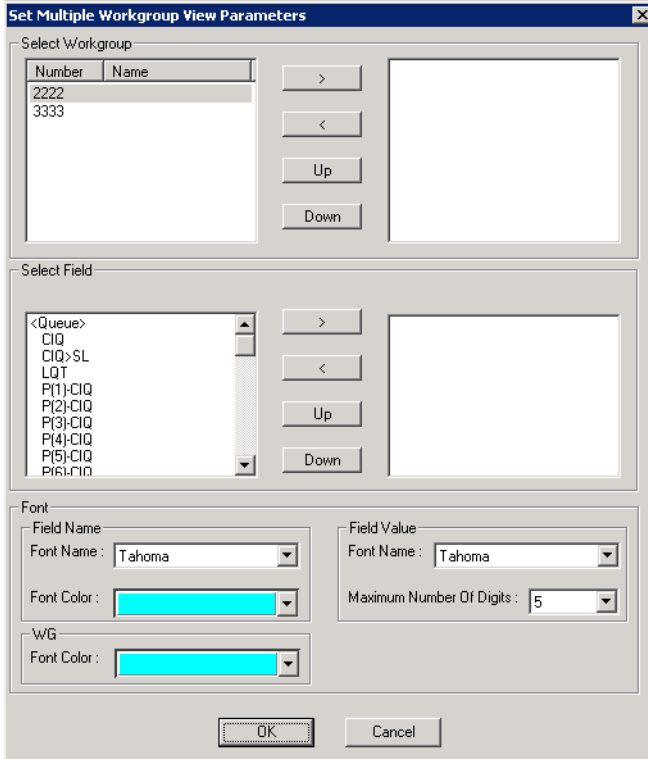 Set Multiple Workgroup View Parameters
Select Workgroup
Number Name
2222
3333
>
<
Up
Down
Select Field
<Queue>
CIQ
CIQ>SL
LQT
P(1)-CIQ
P(2)-CIQ
P(3)-CIQ
P(4)-CIQ
P(5)-CIQ
P(6)-CIQ
>
<
Up
Down
Font
Field Name
Font Name : Tahoma
Font Color :
WG
Font Color :
Field Value
Font Name : Tahoma
Maximum Number Of Digits : 5
OK Cancel